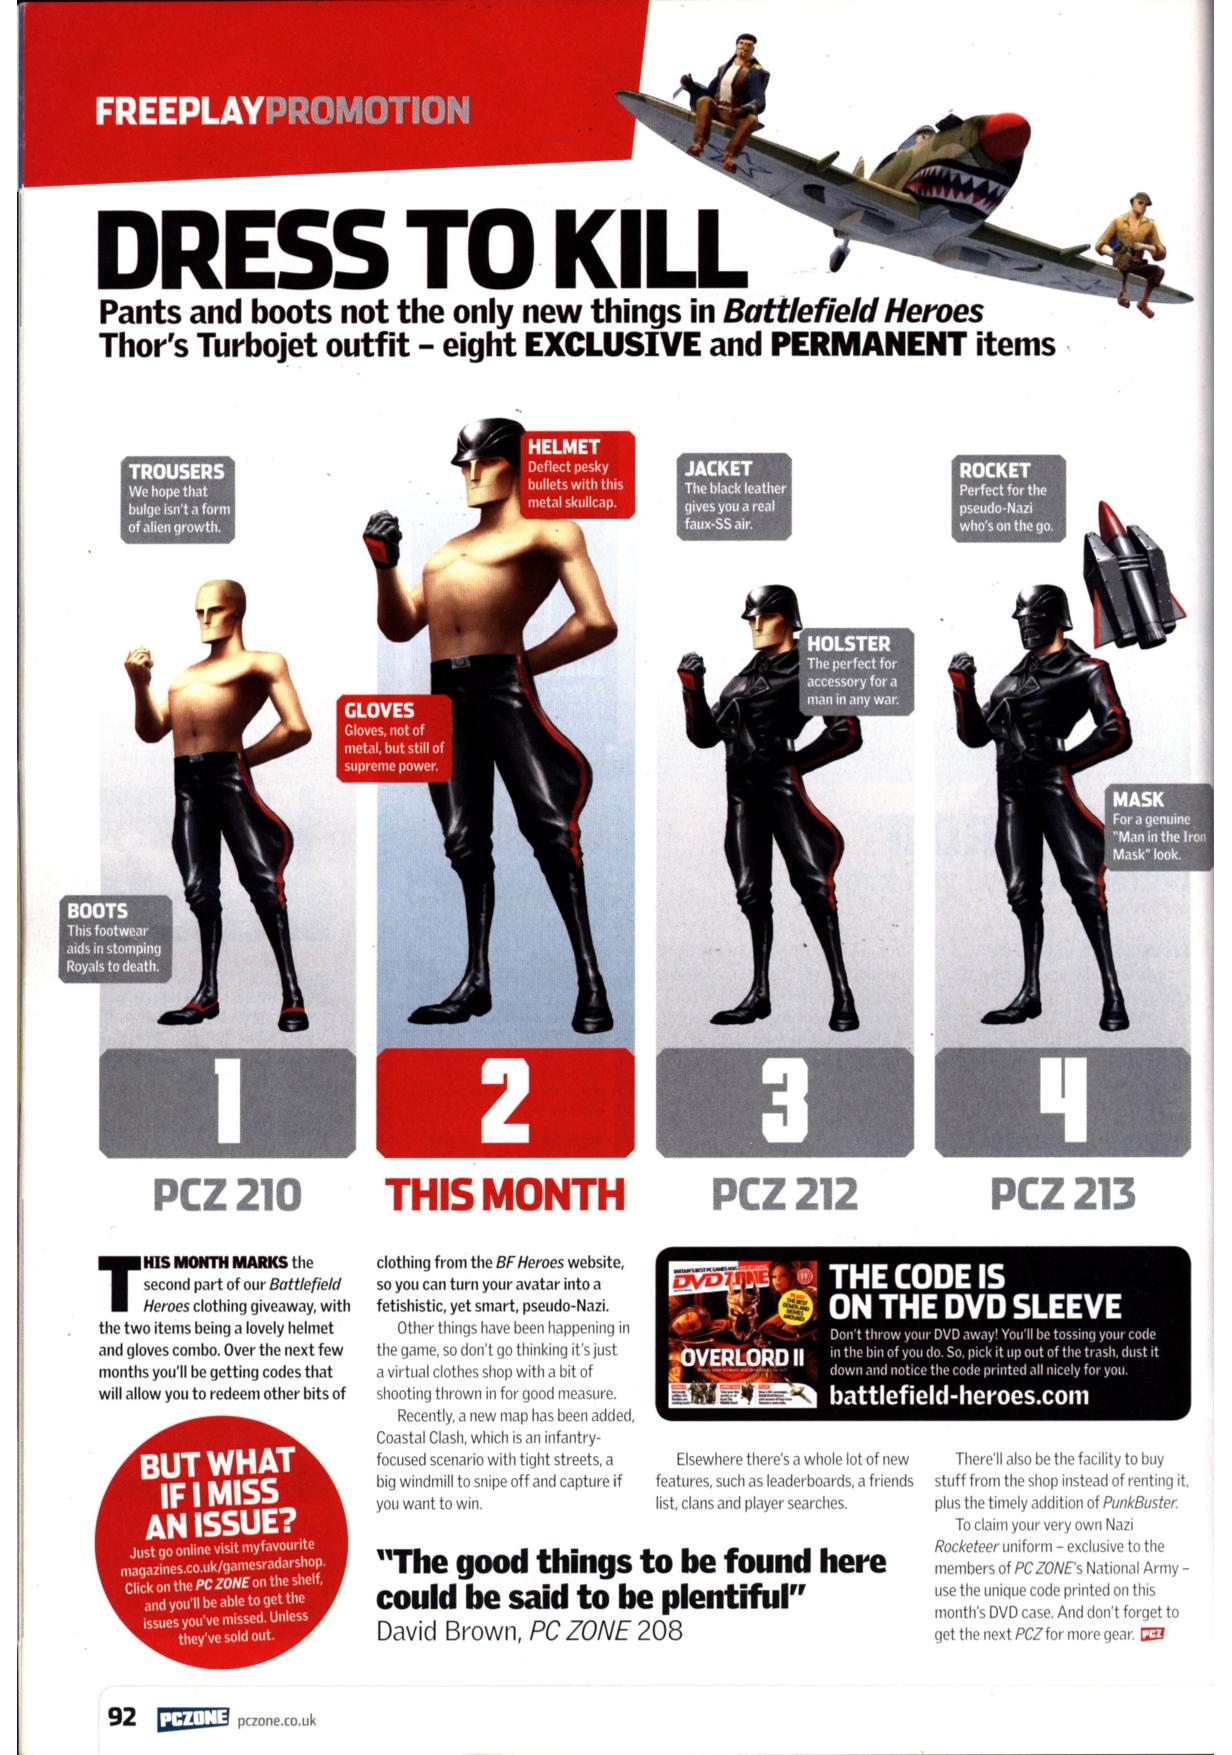 FREEPLAYPROMOTION
DRESS TO KILL
Pants and boots not the only new things in Battlefield Heroes
Thor's Turbojet outfit – eight EXCLUSIVE and PERMANENT items
TROUSERS
We hope that
bulge isn't a form
of alien growth.
HELMET
Deflect pesky
bullets with this
metal skullcap.
JACKET
The black leather
gives you a real
faux-SS air.
ROCKET
Perfect for the
pseudo-Nazi
who's on the go.
HOLSTER
The perfect for
accessory for a
man in any war.
GLOVES
Gloves, not of
metal, but still of
supreme power.
MASK
For a genuine
"Man in the Iron
Mask" look.
BOOTS
This footwear
aids in stomping
Royals to death.
1
2
3
4
PCZ 210
THIS MONTH
PCZ 212
PCZ 213
THIS MONTH MARKS the
second part of our Battlefield
Heroes clothing giveaway, with
the two items being a lovely helmet
and gloves combo. Over the next few
months you'll be getting codes that
will allow you to redeem other bits of
clothing from the BF Heroes website,
so you can turn your avatar into a
fetishistic, yet smart, pseudo-Nazi.
Other things have been happening in
the game, so don't go thinking it's just
a virtual clothes shop with a bit of
shooting thrown in for good measure.
Recently, a new map has been added,
Coastal Clash, which is an infantry-
focused scenario with tight streets, a
big windmill to snipe off and capture if
you want to win.
BUT WHAT
IF I MISS
AN ISSUE?
Just go online visit myfavourite
magazines.co.uk/gamesradarshop.
Click on the PC ZONE on the shelf,
and you'll be able to get the
issues you've missed. Unless
they've sold out.
DVD ZONE
OVERLORD II
THE CODE IS
ON THE DVD SLEEVE
Don't throw your DVD away! You'll be tossing your code
in the bin of you do. So, pick it up out of the trash, dust it
down and notice the code printed all nicely for you.
battlefield-heroes.com
Elsewhere there's a whole lot of new
features, such as leaderboards, a friends
list, clans and player searches.
"The good things to be found here
could be said to be plentiful"
David Brown, PC ZONE 208
There'll also be the facility to buy
stuff from the shop instead of renting it,
plus the timely addition of PunkBuster.
To claim your very own Nazi
Rocketeer uniform – exclusive to the
members of PC ZONE's National Army –
use the unique code printed on this
month's DVD case. And don't forget to
get the next PCZ for more gear. PCZ
92 PCZONE pczone.co.uk